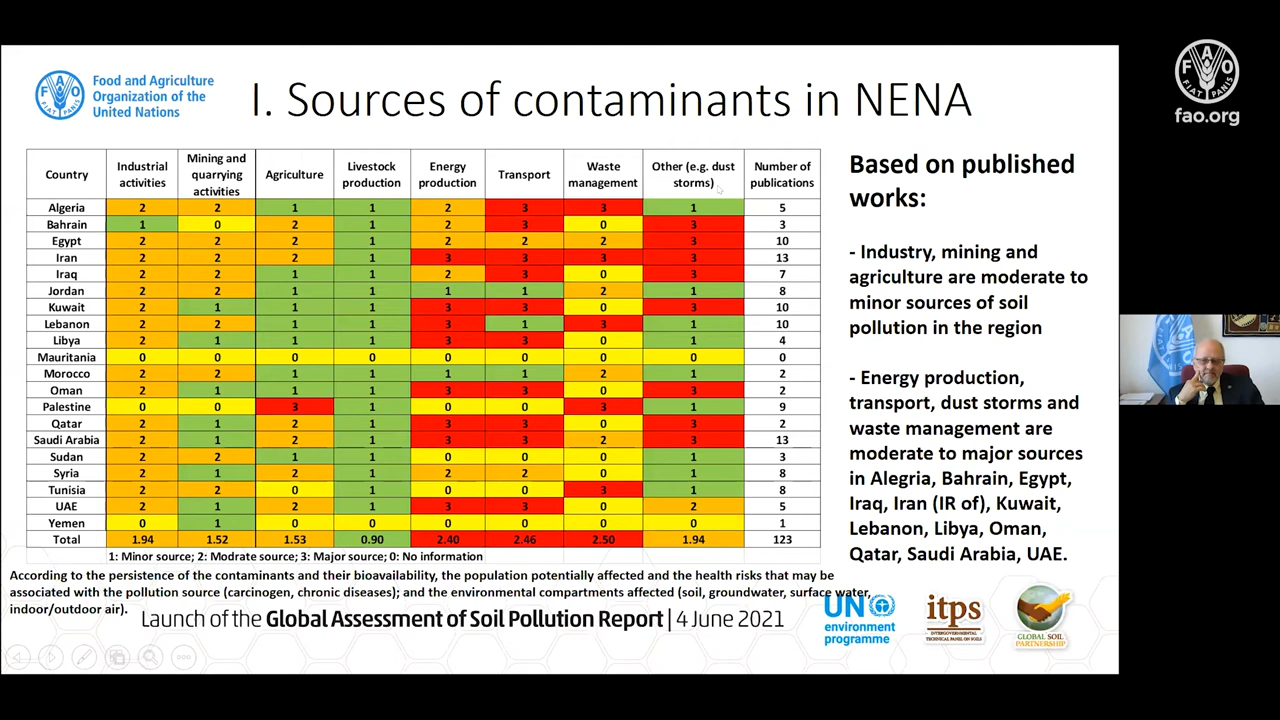 Food and Agriculture
Organization of the
United Nations
I. Sources of contaminants in NENA
FAO
FIAT PANIS
fao.org
Country Industrial activities Mining and quarrying activities Agriculture Livestock production Energy production Transport Waste management Other (e.g. dust storms) Number of publications
Algeria 2 2 1 1 2 3 3 1 5
Bahrain 1 0 2 1 2 3 0 3 3
Egypt 2 2 2 1 2 2 2 3 10
Iran 2 2 2 1 3 3 3 3 13
Iraq 2 2 1 1 2 3 0 3 7
Jordan 2 2 1 1 1 1 2 1 8
Kuwait 2 1 1 1 3 3 0 3 10
Lebanon 2 2 1 1 3 1 3 1 10
Libya 2 1 1 1 3 3 0 1 4
Mauritania 0 0 0 0 0 0 0 0 0
Morocco 2 2 1 1 1 1 2 1 2
Oman 2 1 1 1 3 3 0 3 2
Palestine 0 0 3 1 0 0 3 1 9
Qatar 2 1 2 1 3 3 0 3 2
Saudi Arabia 2 1 2 1 3 3 2 3 13
Sudan 2 2 1 1 0 0 0 1 3
Syria 2 1 2 1 2 2 0 1 8
Tunisia 2 2 0 1 0 0 3 1 8
UAE 2 1 2 1 3 3 0 2 5
Yemen 0 1 0 0 0 0 0 0 1
Total 1.94 1.52 1.53 0.90 2.40 2.46 2.50 1.94 123
1: Minor source; 2: Modrate source; 3: Major source; 0: No information
According to the persistence of the contaminants and their bioavailability, the population potentially affected and the health risks that may be
associated with the pollution source (carcinogen, chronic diseases); and the environmental compartments affected (soil, groundwater, surface water,
indoor/outdoor air).
Based on published
works:
- Industry, mining and
agriculture are moderate to
minor sources of soil
pollution in the region
- Energy production,
transport, dust storms and
waste management are
moderate to major sources
in Alegria, Bahrain, Egypt,
Iraq, Iran (IR of), Kuwait,
Lebanon, Libya, Oman,
Qatar, Saudi Arabia, UAE.
Launch of the Global Assessment of Soil Pollution Report | 4 June 2021
UN
environment
programme
itps
INTERGOVERNMENTAL
TECHNICAL PANEL ON SOILS
GLOBAL SOIL
PARTNERSHIP